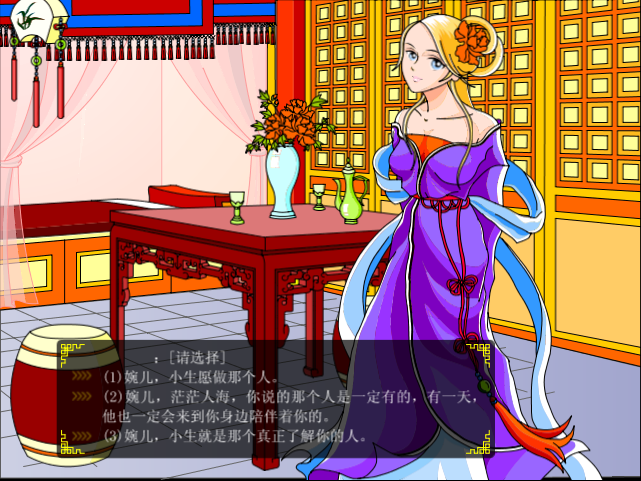 ：[请选择]
(1)婉儿，小生愿做那个人。
(2)婉儿，茫茫人海，你说的那个人是一定有的，有一天，
他也一定会来到你身边陪伴着你的。
(3)婉儿，小生就是那个真正了解你的人。